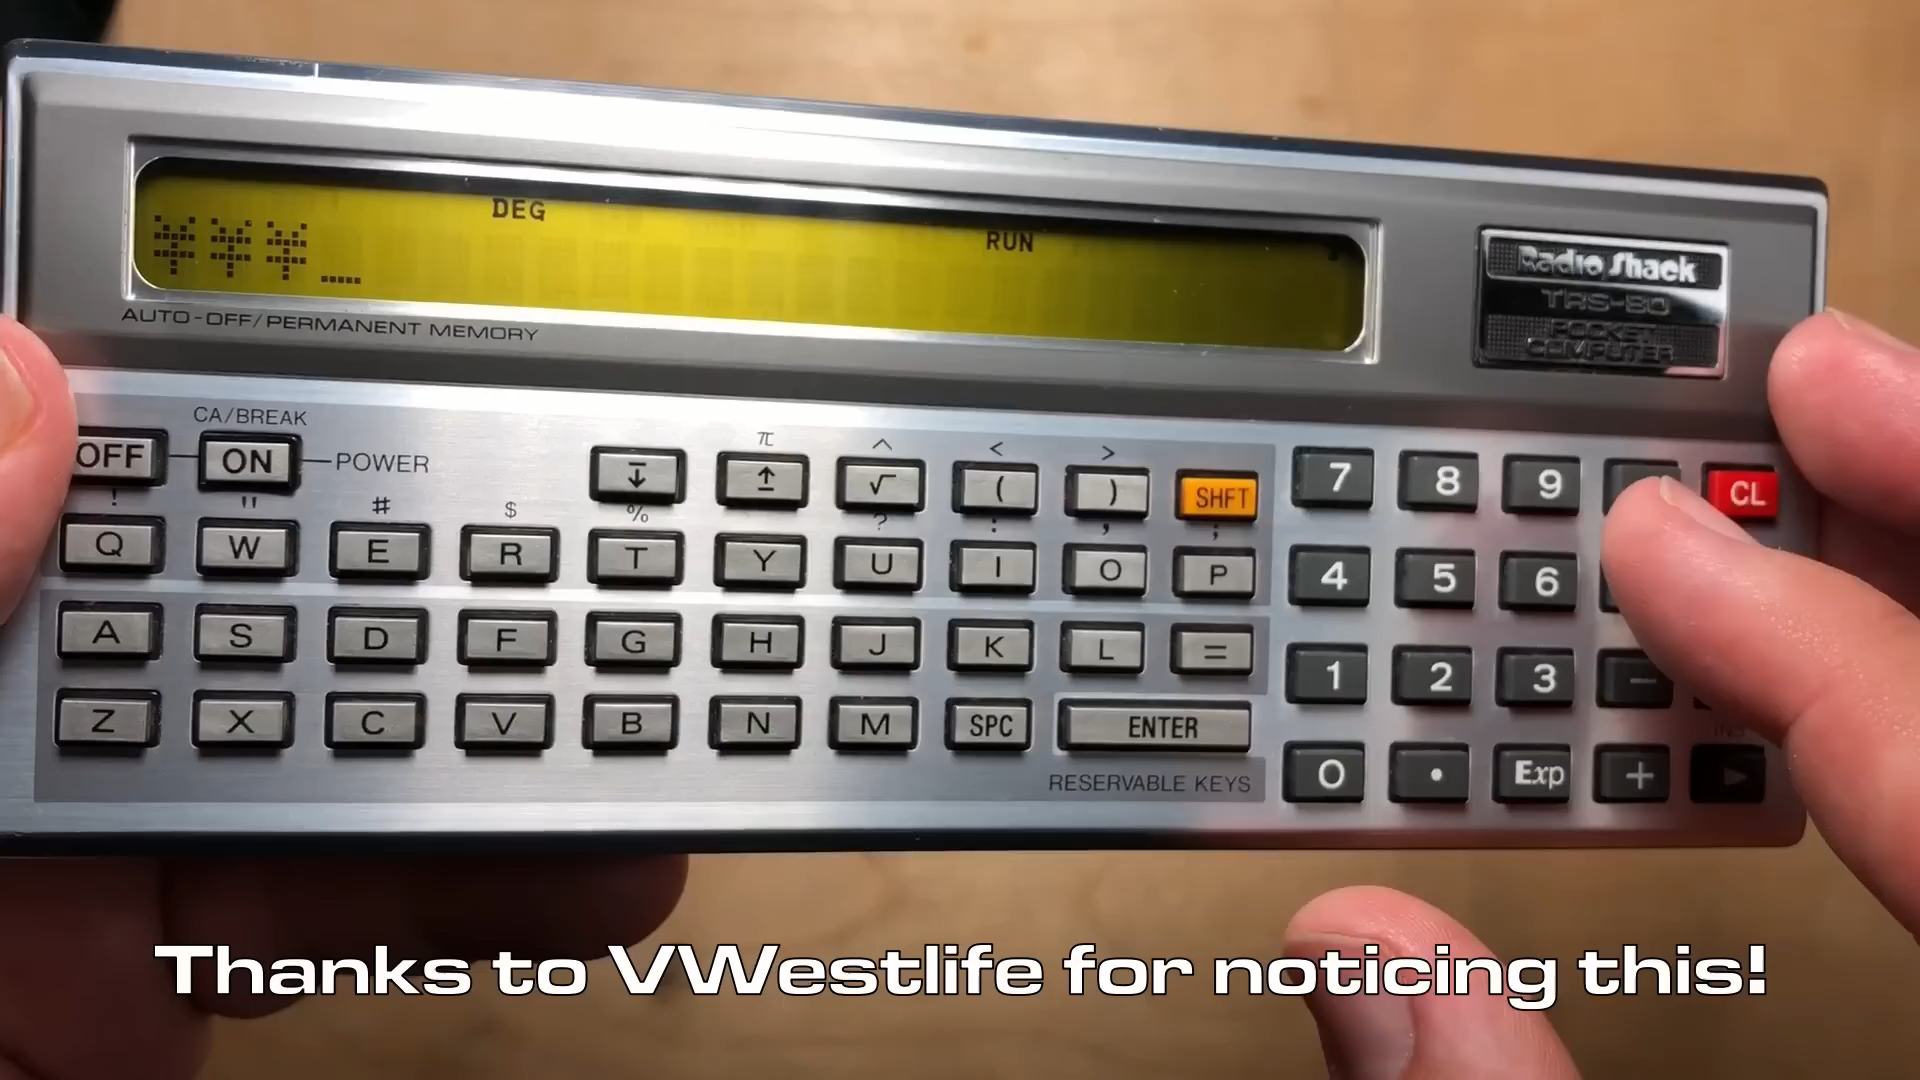 DEG
RUN
¥¥¥_
Radio Shack
TRS-80
POCKET
COMPUTER
AUTO-OFF/PERMANENT MEMORY
CA/BREAK
OFF ON POWER
π ^ < >
√ ( ) SHFT 7 8 9 CL
! " # $ % ? : , ;
Q W E R T Y U I O P 4 5 6
A S D F G H J K L = 1 2 3 −
Z X C V B N M SPC ENTER
INS
0 • Exp + ▶
RESERVABLE KEYS
Thanks to VWestlife for noticing this!